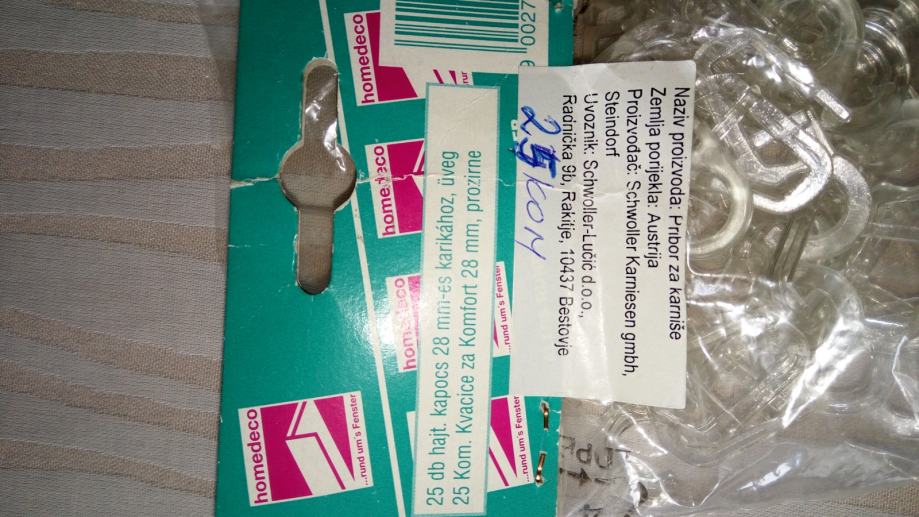 homedeco
...rund um's Fenster
homedeco
homedeco
...rund um's Fenster
...rund um's Fenster
25 db hajt. kapocs 28 mm-es karikához, üveg
25 Kom. Kvacice za Komfort 28 mm, prozirne
Naziv proizvoda: Pribor za karniše
Zemlja porijekla: Austrija
Proizvođač: Schwoller Karniesen gmbh,
Steindorf
Uvoznik: Schwoller-Lučić d.o.o.,
Radnička 9b, Rakitje, 10437 Bestovje
25 kom
homedeco